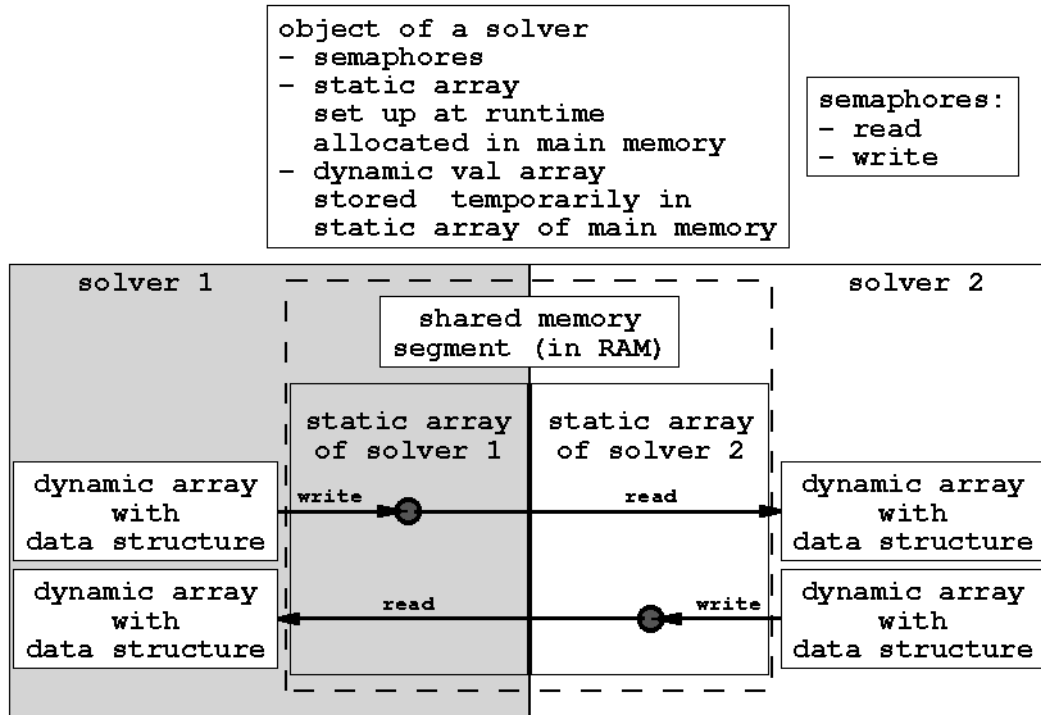 object of a solver
– semaphores
– static array
set up at runtime
allocated in main memory
– dynamic val array
stored temporarily in
static array of main memory
semaphores:
– read
– write
solver 1
solver 2
shared memory
segment (in RAM)
static array
of solver 1
static array
of solver 2
dynamic array
with
data structure
write
read
dynamic array
with
data structure
dynamic array
with
data structure
read
write
dynamic array
with
data structure